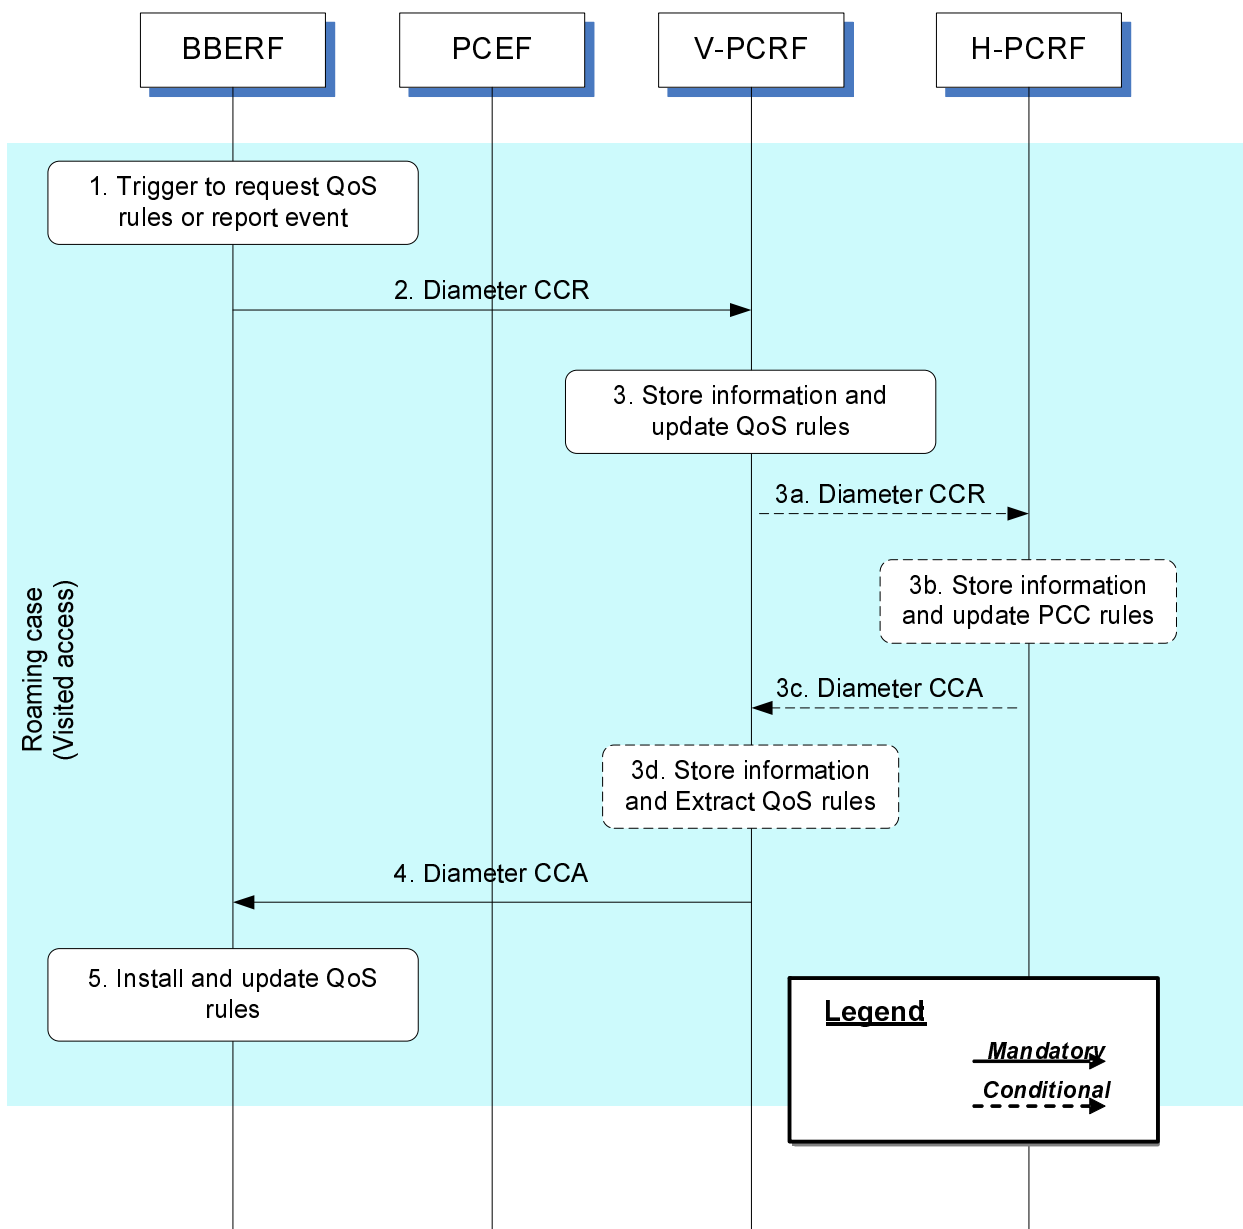 BBERF
PCEF
V-PCRF
H-PCRF
1. Trigger to request QoS
rules or report event
2. Diameter CCR
3. Store information and
update QoS rules
3a. Diameter CCR
3b. Store information
and update PCC rules
Roaming case
(Visited access)
3c. Diameter CCA
3d. Store information
and Extract QoS rules
4. Diameter CCA
5. Install and update QoS
rules
Legend:
Mandatory
Conditional